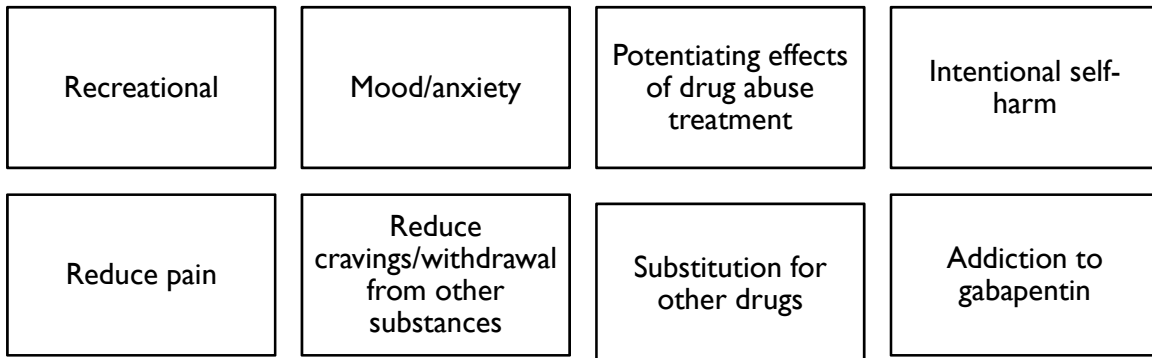 Recreational
Mood/anxiety
Potentiating effects
of drug abuse
treatment
Intentional self-
harm
Reduce pain
Reduce
cravings/withdrawal
from other
substances
Substitution for
other drugs
Addiction to
gabapentin